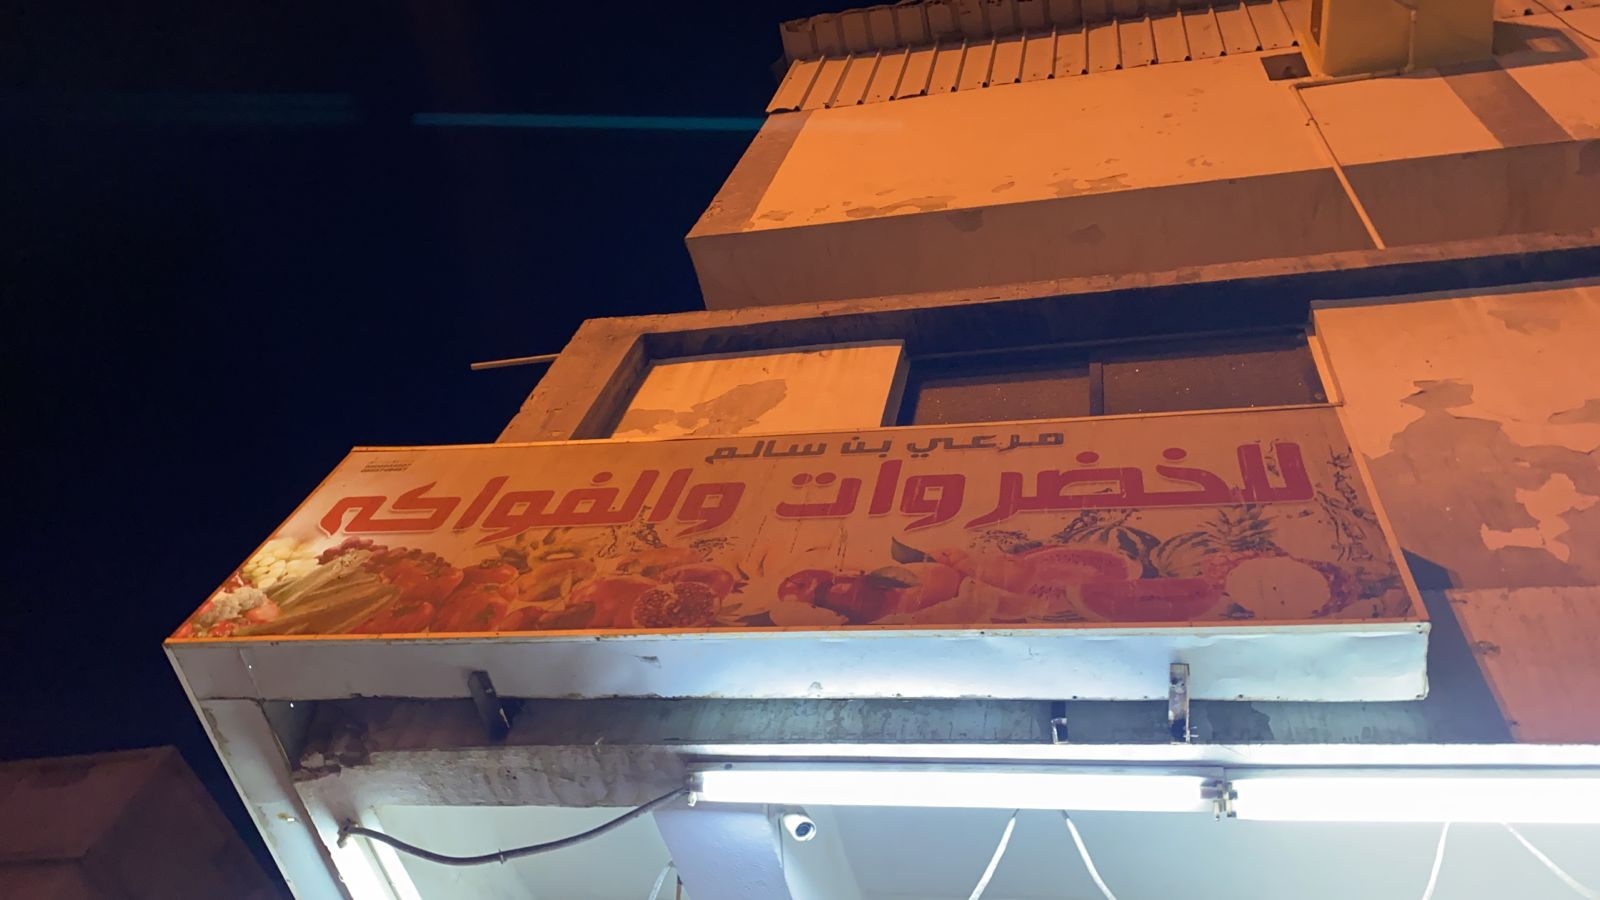 مرعي بن سالم
للخضروات والفواكه